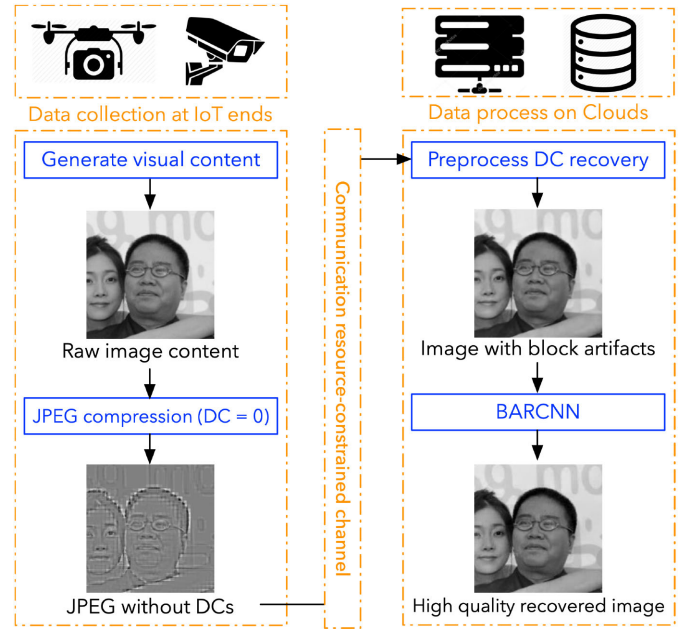 Data collection at IoT ends
Generate visual content
Raw image content
JPEG compression (DC = 0)
JPEG without DCs
Communication resource-constrained channel
Data process on Clouds
Preprocess DC recovery
Image with block artifacts
BARCNN
High quality recovered image